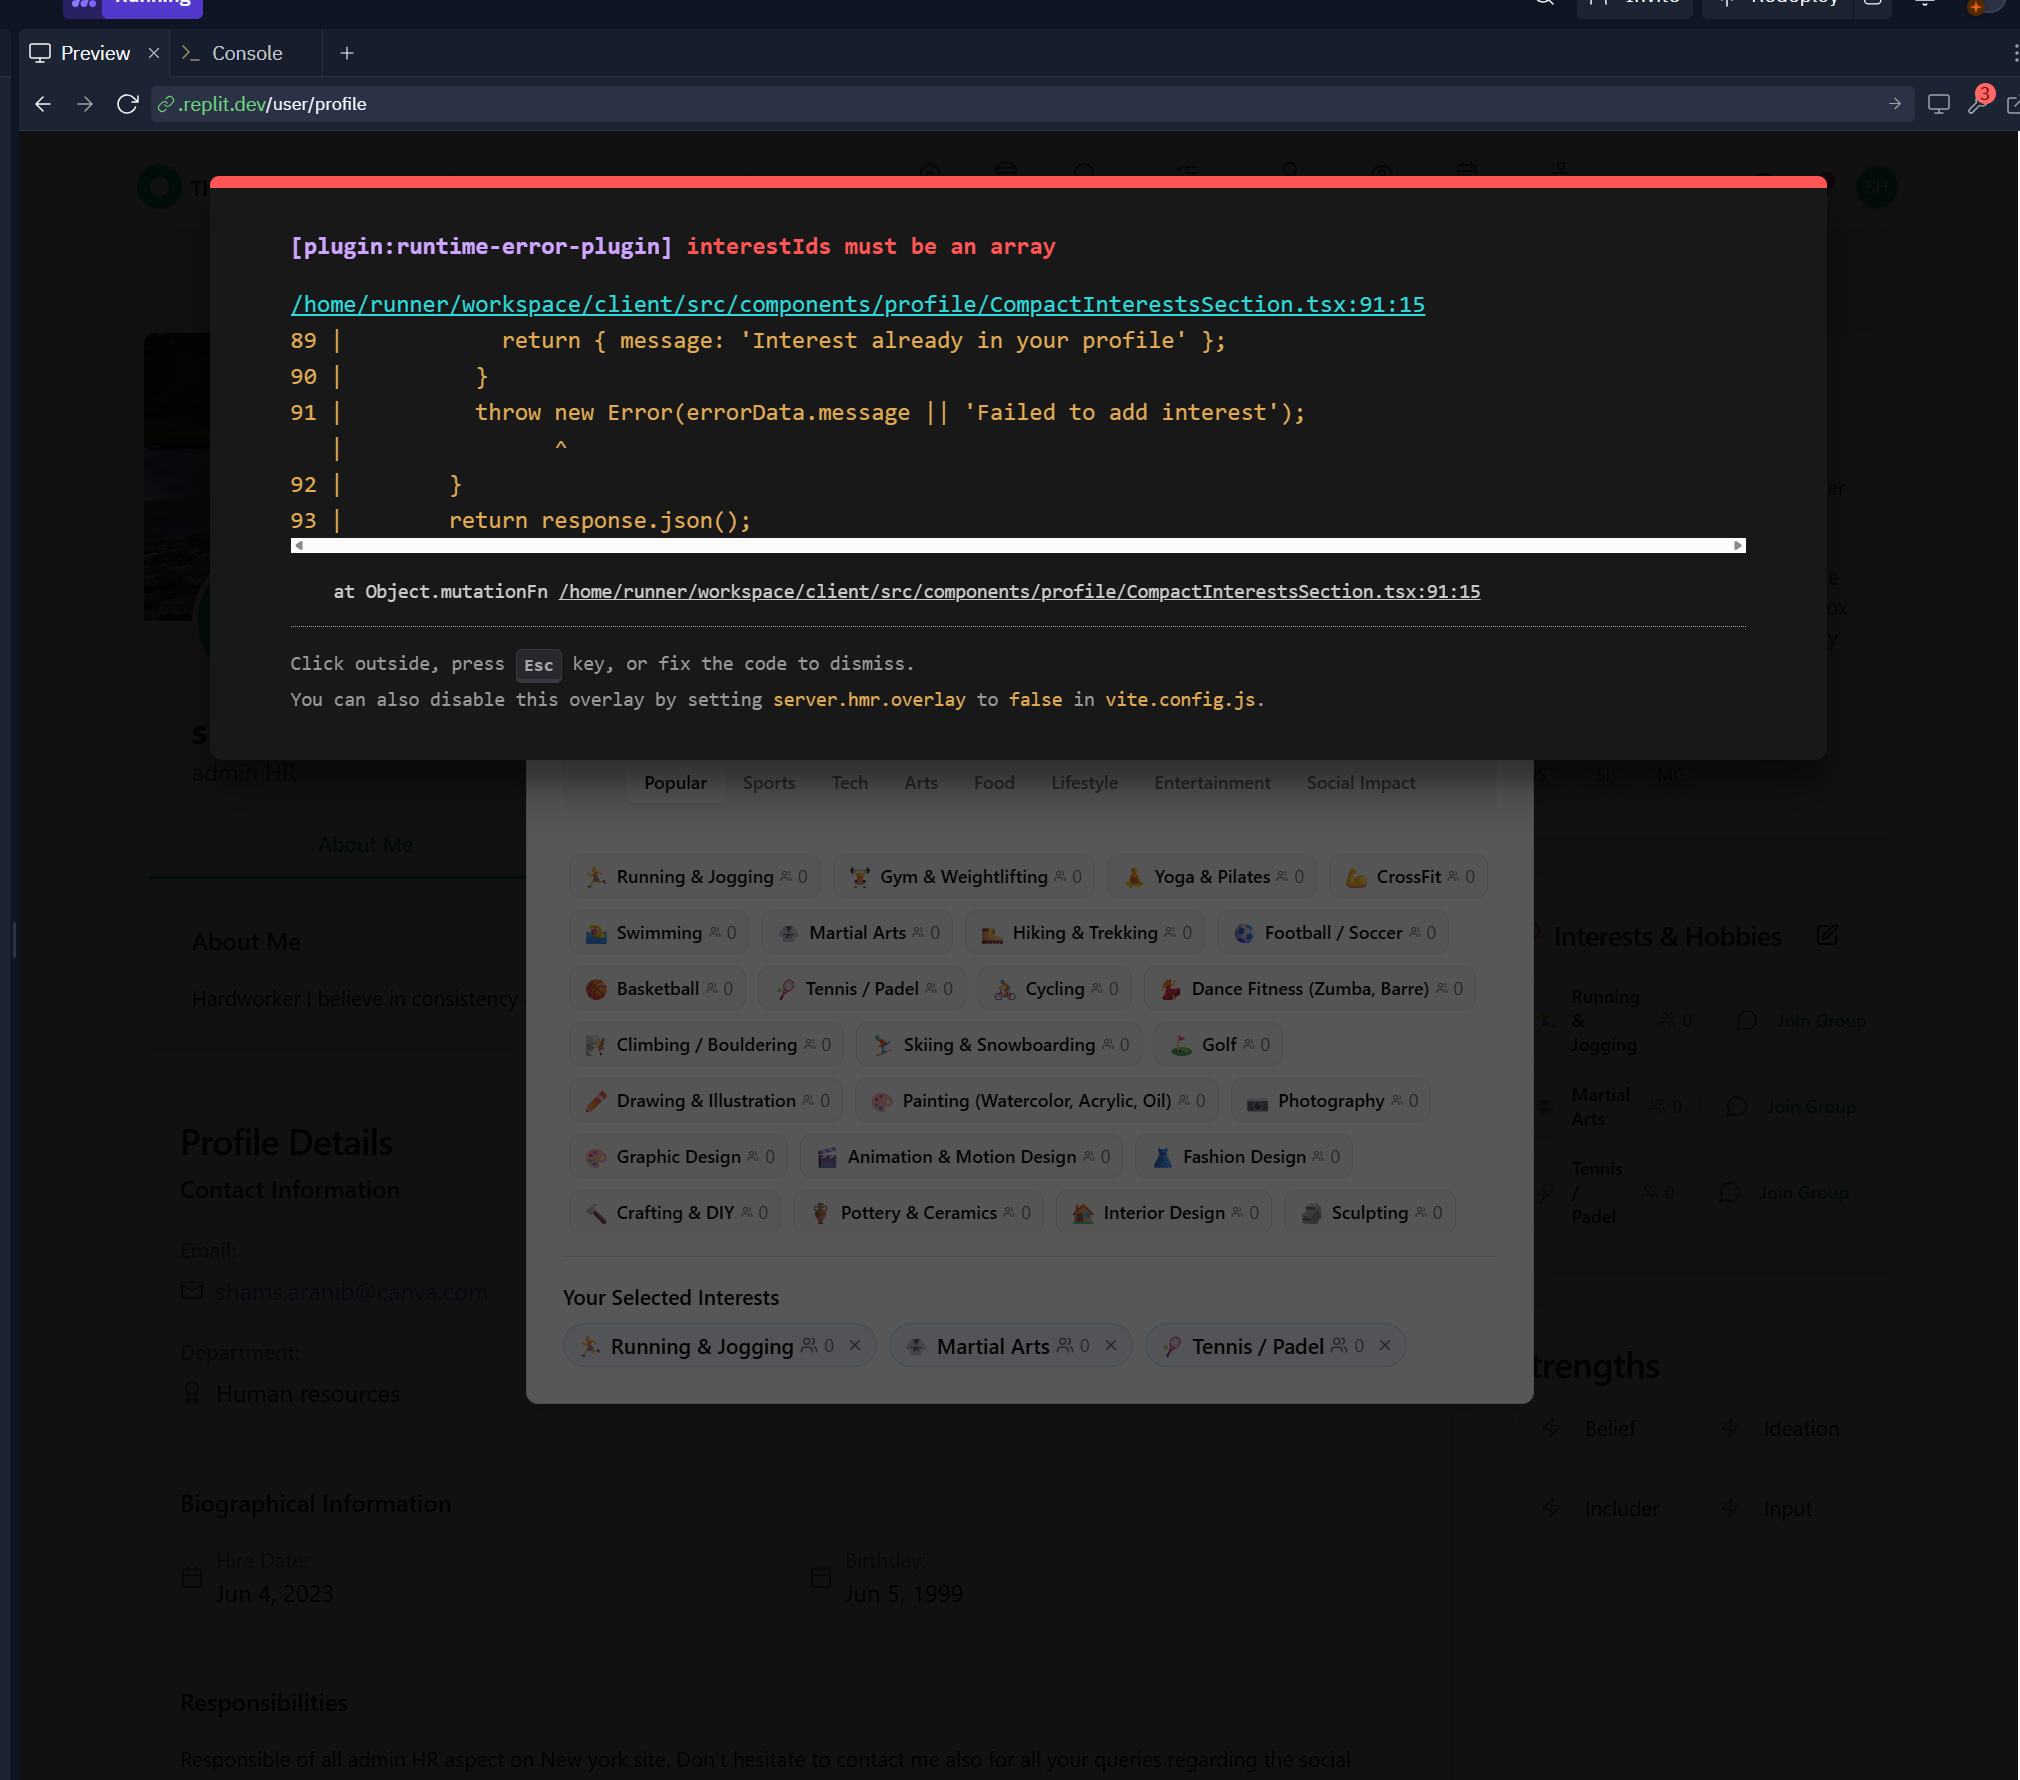 Running
Invite
Redeploy
Preview
Console
.replit.dev/user/profile
3
SH
[plugin:runtime-error-plugin] interestIds must be an array
/home/runner/workspace/client/src/components/profile/CompactInterestsSection.tsx:91:15
89 | return { message: 'Interest already in your profile' };
90 | }
91 | throw new Error(errorData.message || 'Failed to add interest');
| ^
92 | }
93 | return response.json();
at Object.mutationFn /home/runner/workspace/client/src/components/profile/CompactInterestsSection.tsx:91:15
Click outside, press Esc key, or fix the code to dismiss.
You can also disable this overlay by setting server.hmr.overlay to false in vite.config.js.
admin HR
SL MC
Popular Sports Tech Arts Food Lifestyle Entertainment Social Impact
About Me
Running & Jogging 0 Gym & Weightlifting 0 Yoga & Pilates 0 CrossFit 0
Swimming 0 Martial Arts 0 Hiking & Trekking 0 Football / Soccer 0
Basketball 0 Tennis / Padel 0 Cycling 0 Dance Fitness (Zumba, Barre) 0
Climbing / Bouldering 0 Skiing & Snowboarding 0 Golf 0
Drawing & Illustration 0 Painting (Watercolor, Acrylic, Oil) 0 Photography 0
Graphic Design 0 Animation & Motion Design 0 Fashion Design 0
Crafting & DIY 0 Pottery & Ceramics 0 Interior Design 0 Sculpting 0
Your Selected Interests
Running & Jogging 0 Martial Arts 0 Tennis / Padel 0
About Me
Hardworker I believe in consistency
Profile Details
Contact Information
Email:
shams.aranib@canva.com
Department:
Human resources
Biographical Information
Hire Date:
Jun 4, 2023
Birthday:
Jun 5, 1999
Responsibilities
Responsible of all admin HR aspect on New york site. Don't hesitate to contact me also for all your queries regarding the social
Interests & Hobbies
Running
& 0 Join Group
Jogging
Martial
Arts 0 Join Group
Tennis
/ 0 Join Group
Padel
trengths
Belief Ideation
Includer Input